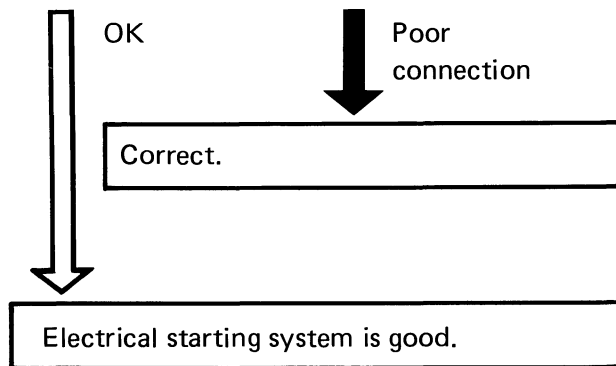 OK
Poor
connection
Correct.
Electrical starting system is good.